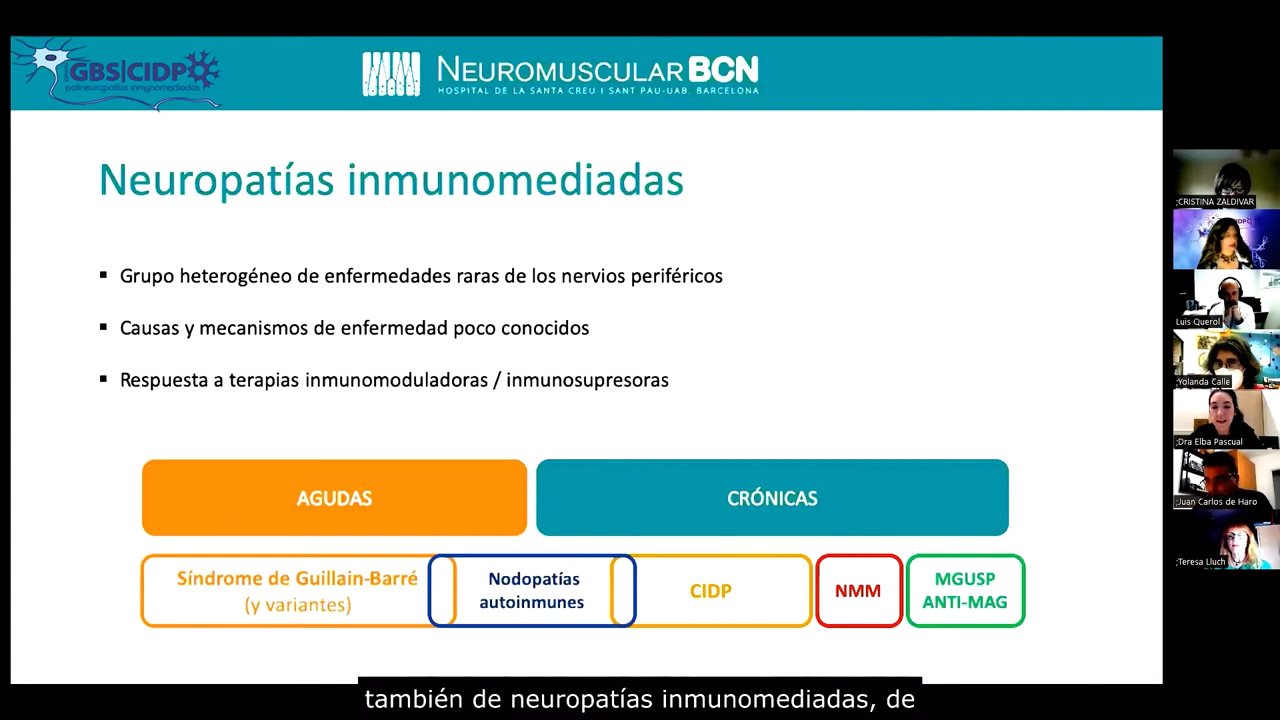 GBS|CIDP
polineuropatías inmunomediadas
NEUROMUSCULAR BCN
HOSPITAL DE LA SANTA CREU I SANT PAU-UAB. BARCELONA
Neuropatías inmunomediadas
▪ Grupo heterogéneo de enfermedades raras de los nervios periféricos
▪ Causas y mecanismos de enfermedad poco conocidos
▪ Respuesta a terapias inmunomoduladoras / inmunosupresoras
AGUDAS
CRÓNICAS
Síndrome de Guillain-Barré
(y variantes)
Nodopatías
autoinmunes
CIDP
NMM
MGUSP
ANTI-MAG
también de neuropatías inmunomediadas, de
;CRISTINA ZALDIVAR
Luis Querol
;Yolanda Calle
;Dra Elba Pascual
;Juan Carlos de Haro
;Teresa Lluch